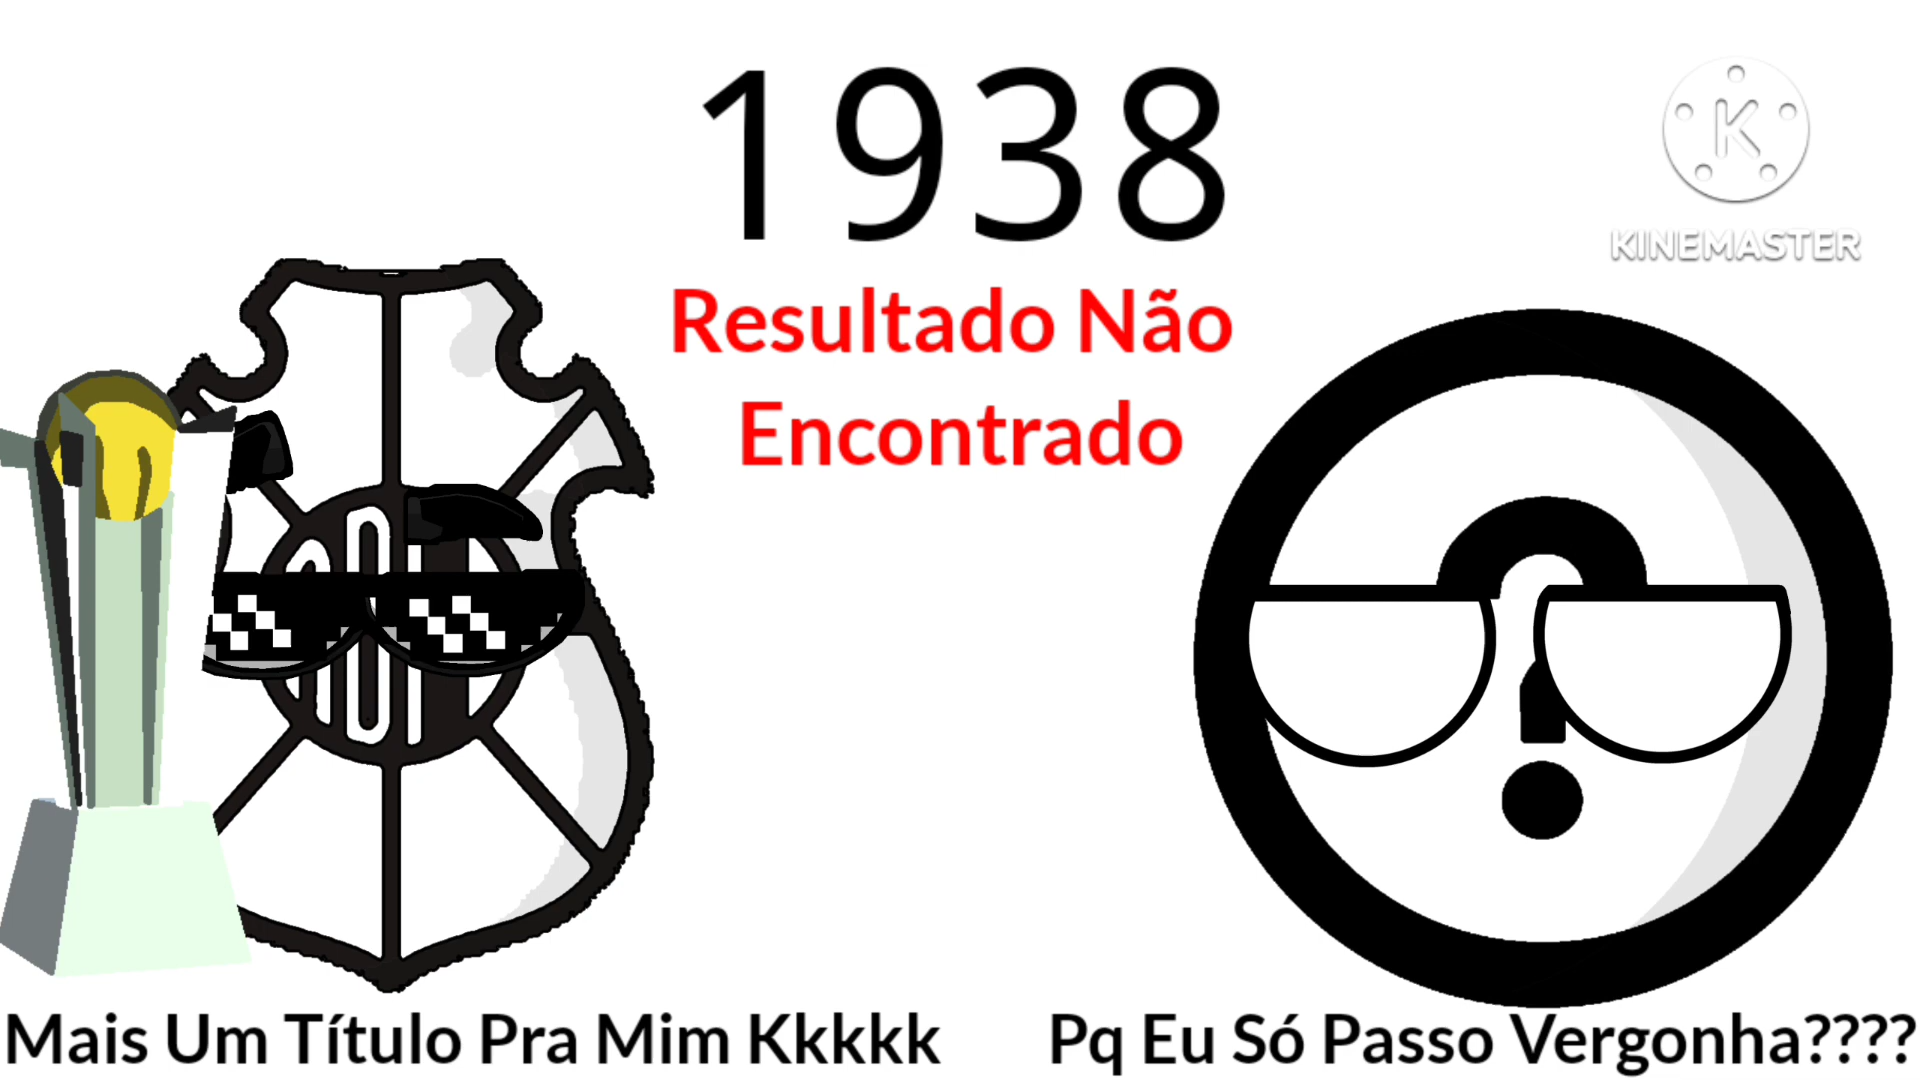 1938
Resultado Não
Encontrado
K
KINEMASTER
Mais Um Título Pra Mim Kkkkk
Pq Eu Só Passo Vergonha????